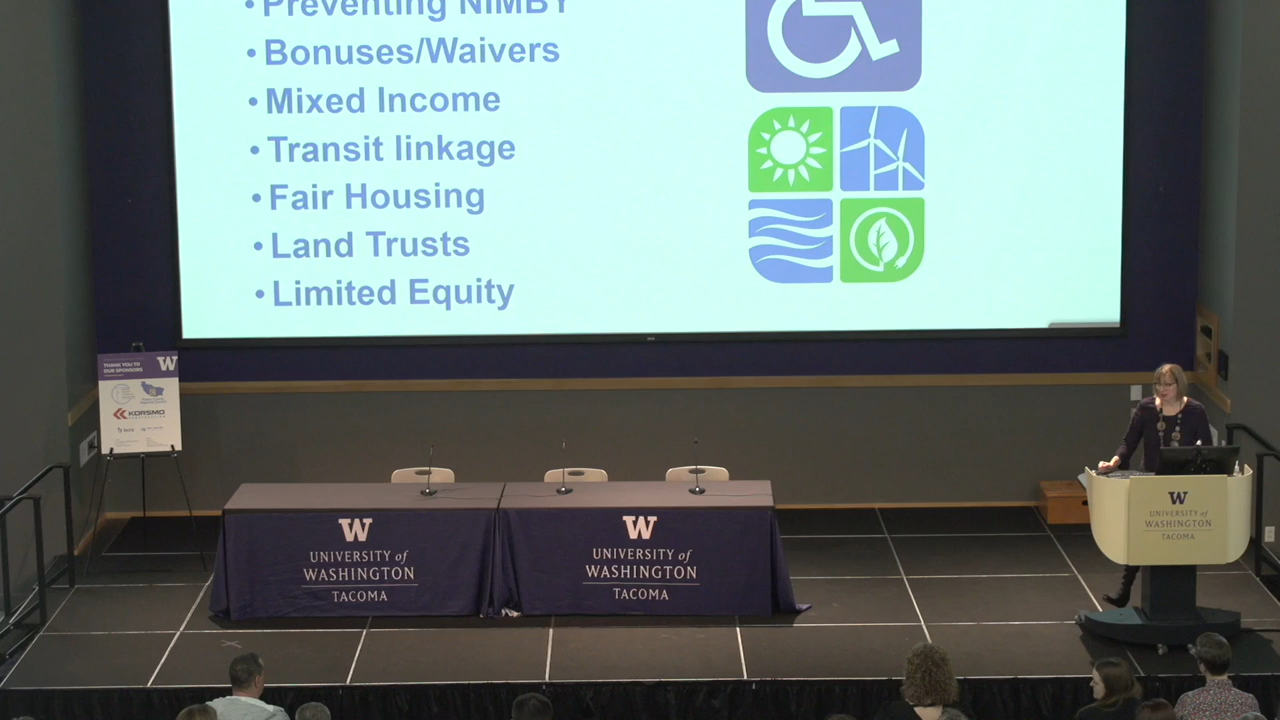 • Preventing NIMBY
• Bonuses/Waivers
• Mixed Income
• Transit linkage
• Fair Housing
• Land Trusts
• Limited Equity
THANK YOU TO
OUR SPONSORS
W
KORSMO
W
UNIVERSITY of
WASHINGTON
TACOMA
W
UNIVERSITY of
WASHINGTON
TACOMA
W
UNIVERSITY of
WASHINGTON
TACOMA